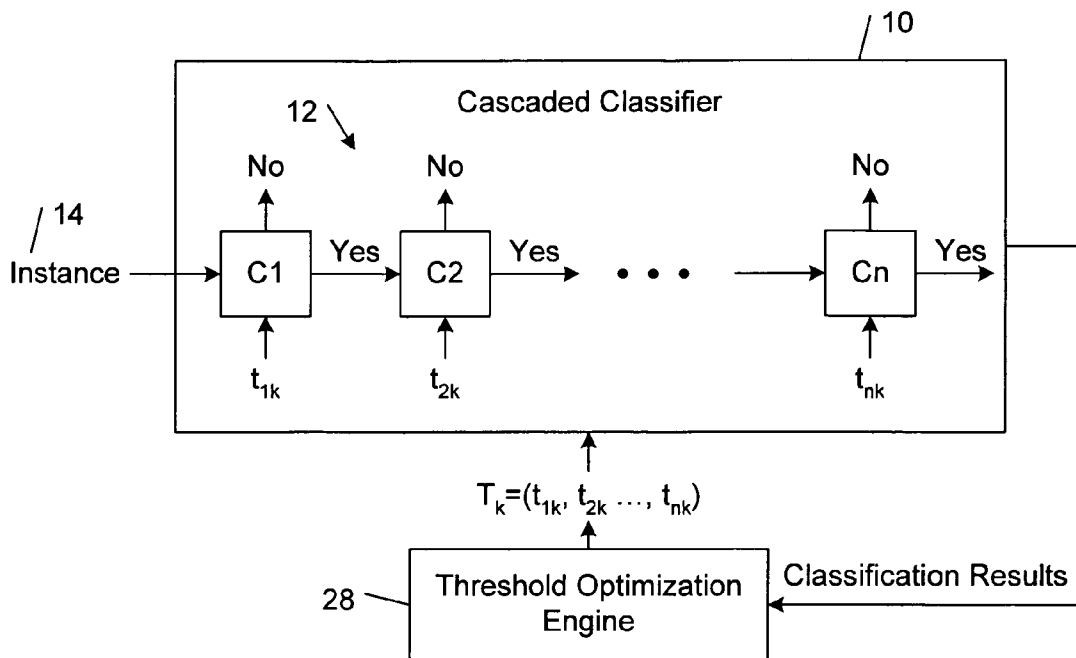 10
Cascaded Classifier
12
No No No
14
Instance C1 Yes C2 Yes • • • Cn Yes
t1k t2k tnk
Tk=(t1k, t2k ..., tnk)
28
Threshold Optimization
Engine
Classification Results